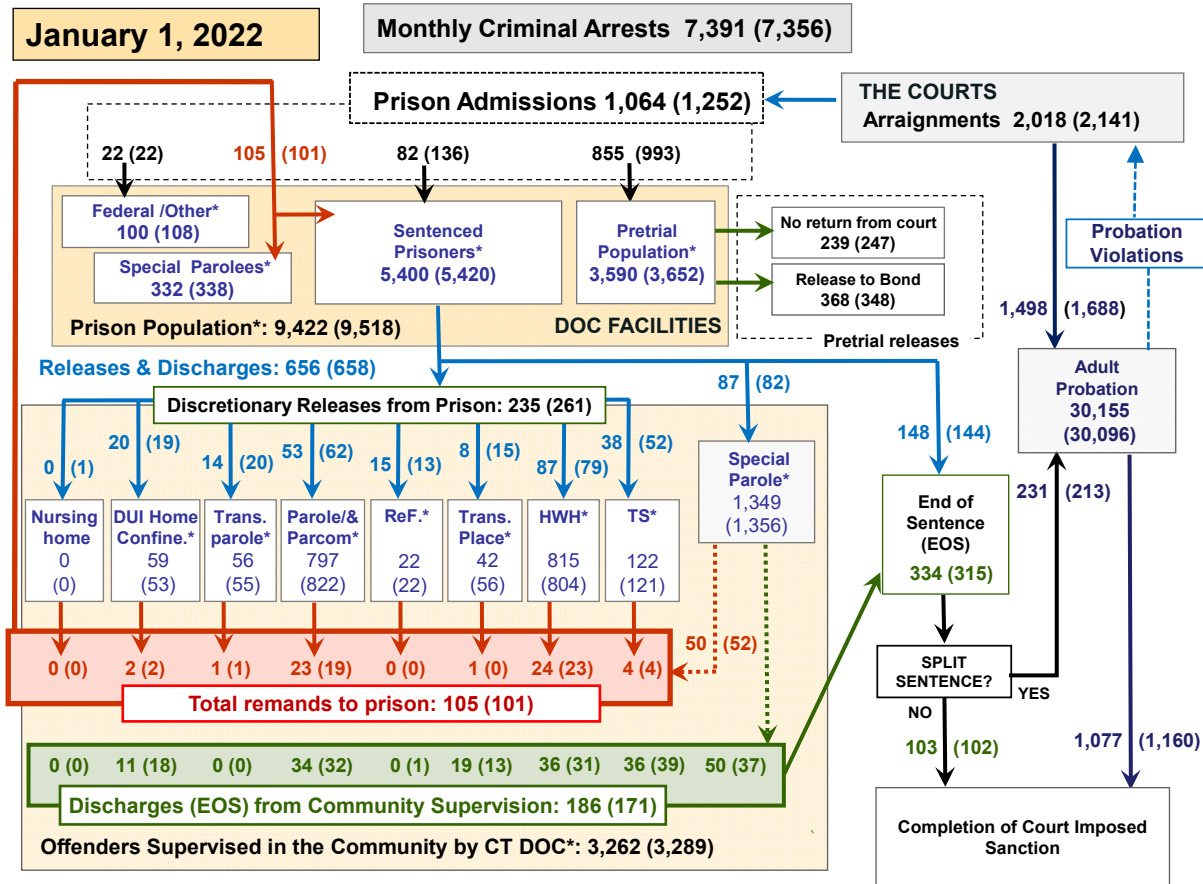 January 1, 2022
Monthly Criminal Arrests 7,391 (7,356)
Prison Admissions 1,064 (1,252)
THE COURTS
Arraignments 2,018 (2,141)
22 (22)
105 (101)
82 (136)
855 (993)
Federal /Other*
100 (108)
Special Parolees*
332 (338)
Sentenced
Prisoners*
5,400 (5,420)
Pretrial
Population*
3,590 (3,652)
No return from court
239 (247)
Release to Bond
368 (348)
Pretrial releases
Probation
Violations
Prison Population*: 9,422 (9,518)
DOC FACILITIES
1,498 (1,688)
Releases & Discharges: 656 (658)
87 (82)
Adult
Probation
30,155
(30,096)
Discretionary Releases from Prison: 235 (261)
0 (1)
20 (19)
14 (20)
53 (62)
15 (13)
8 (15)
87 (79)
38 (52)
148 (144)
231 (213)
Nursing
home
0
(0)
DUI Home
Confine.*
59
(53)
Trans.
parole*
56
(55)
Parole/&
Parcom*
797
(822)
ReF.*
22
(22)
Trans.
Place*
42
(56)
HWH*
815
(804)
TS*
122
(121)
Special
Parole*
1,349
(1,356)
End of
Sentence
(EOS)
334 (315)
50 (52)
0 (0)
2 (2)
1 (1)
23 (19)
0 (0)
1 (0)
24 (23)
4 (4)
Total remands to prison: 105 (101)
SPLIT
SENTENCE?
YES
NO
103 (102)
1,077 (1,160)
0 (0)
11 (18)
0 (0)
34 (32)
0 (1)
19 (13)
36 (31)
36 (39)
50 (37)
Discharges (EOS) from Community Supervision: 186 (171)
Offenders Supervised in the Community by CT DOC*: 3,262 (3,289)
Completion of Court Imposed
Sanction